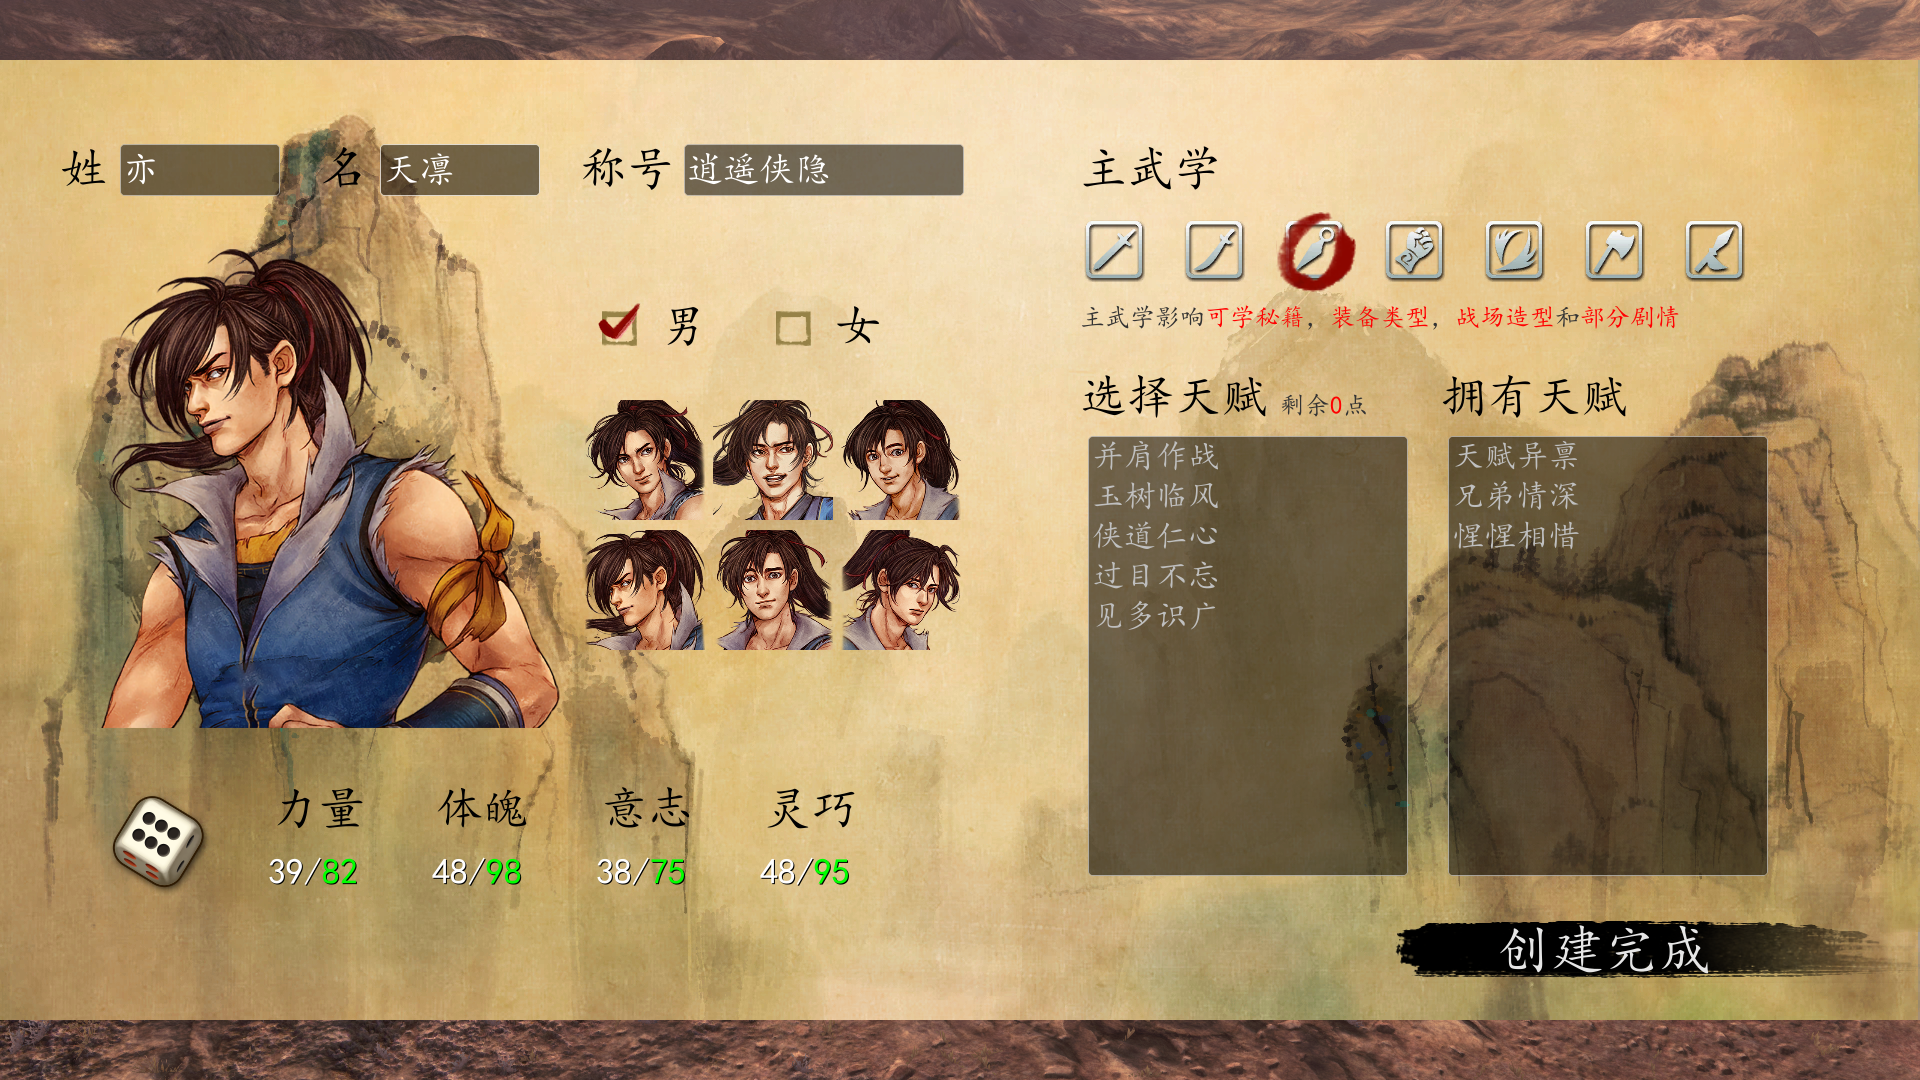 姓 亦 名 天凛 称号 逍遥侠隐
主武学
主武学影响可学秘籍，装备类型，战场造型和部分剧情
男 女
选择天赋 剩余0点
并肩作战
玉树临风
侠道仁心
过目不忘
见多识广
拥有天赋
天赋异禀
兄弟情深
惺惺相惜
力量 体魄 意志 灵巧
39/82 48/98 38/75 48/95
创建完成